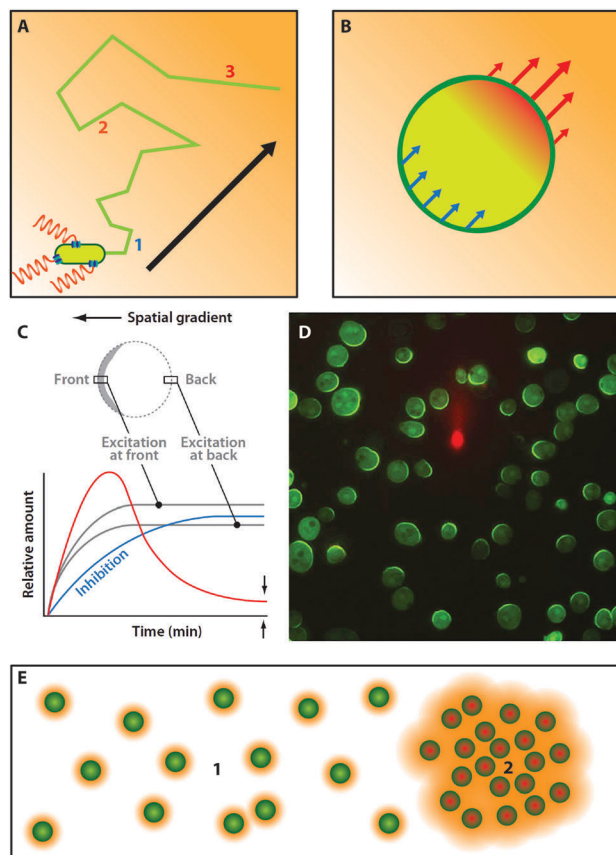 A
3
2
1
B
C
Spatial gradient
Front
Back
Excitation
at front
Excitation
at back
Inhibition
Relative amount
Time (min)
D
E
1
2